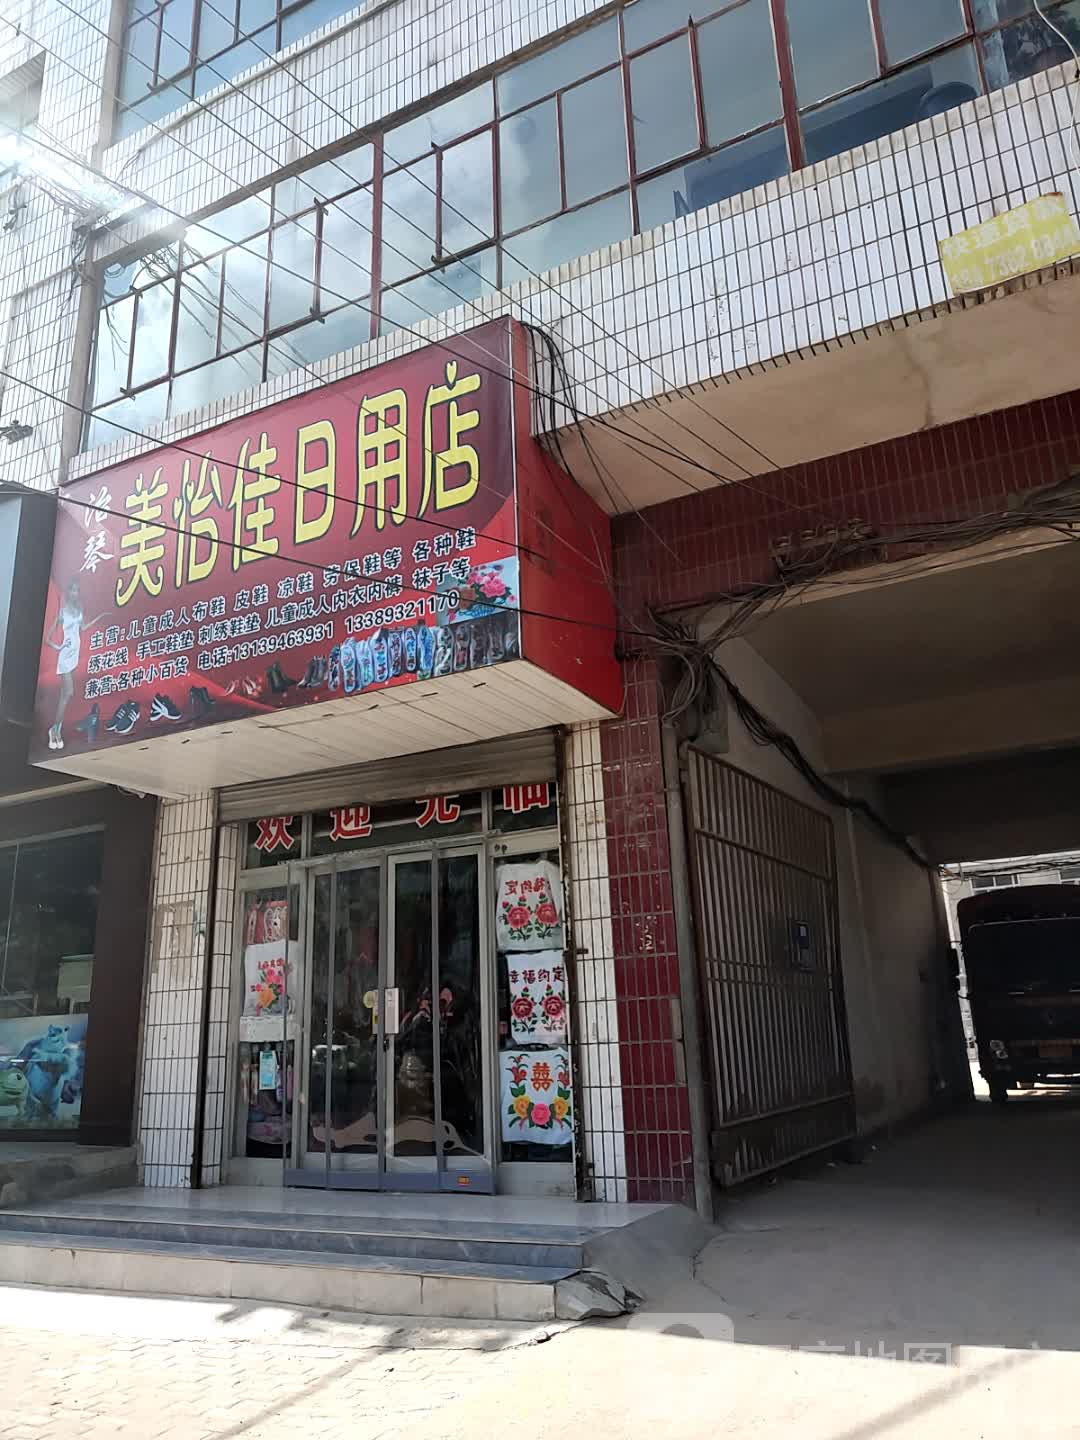 治琴
美怡佳日用店
主营:儿童成人布鞋 皮鞋 凉鞋 劳保鞋等 各种鞋
绣花线 手工鞋垫 刺绣鞋垫 儿童成人内衣内裤 袜子等
兼营:各种小百货 电话:13139463931 13389321170
欢迎光临
幸福约定
囍